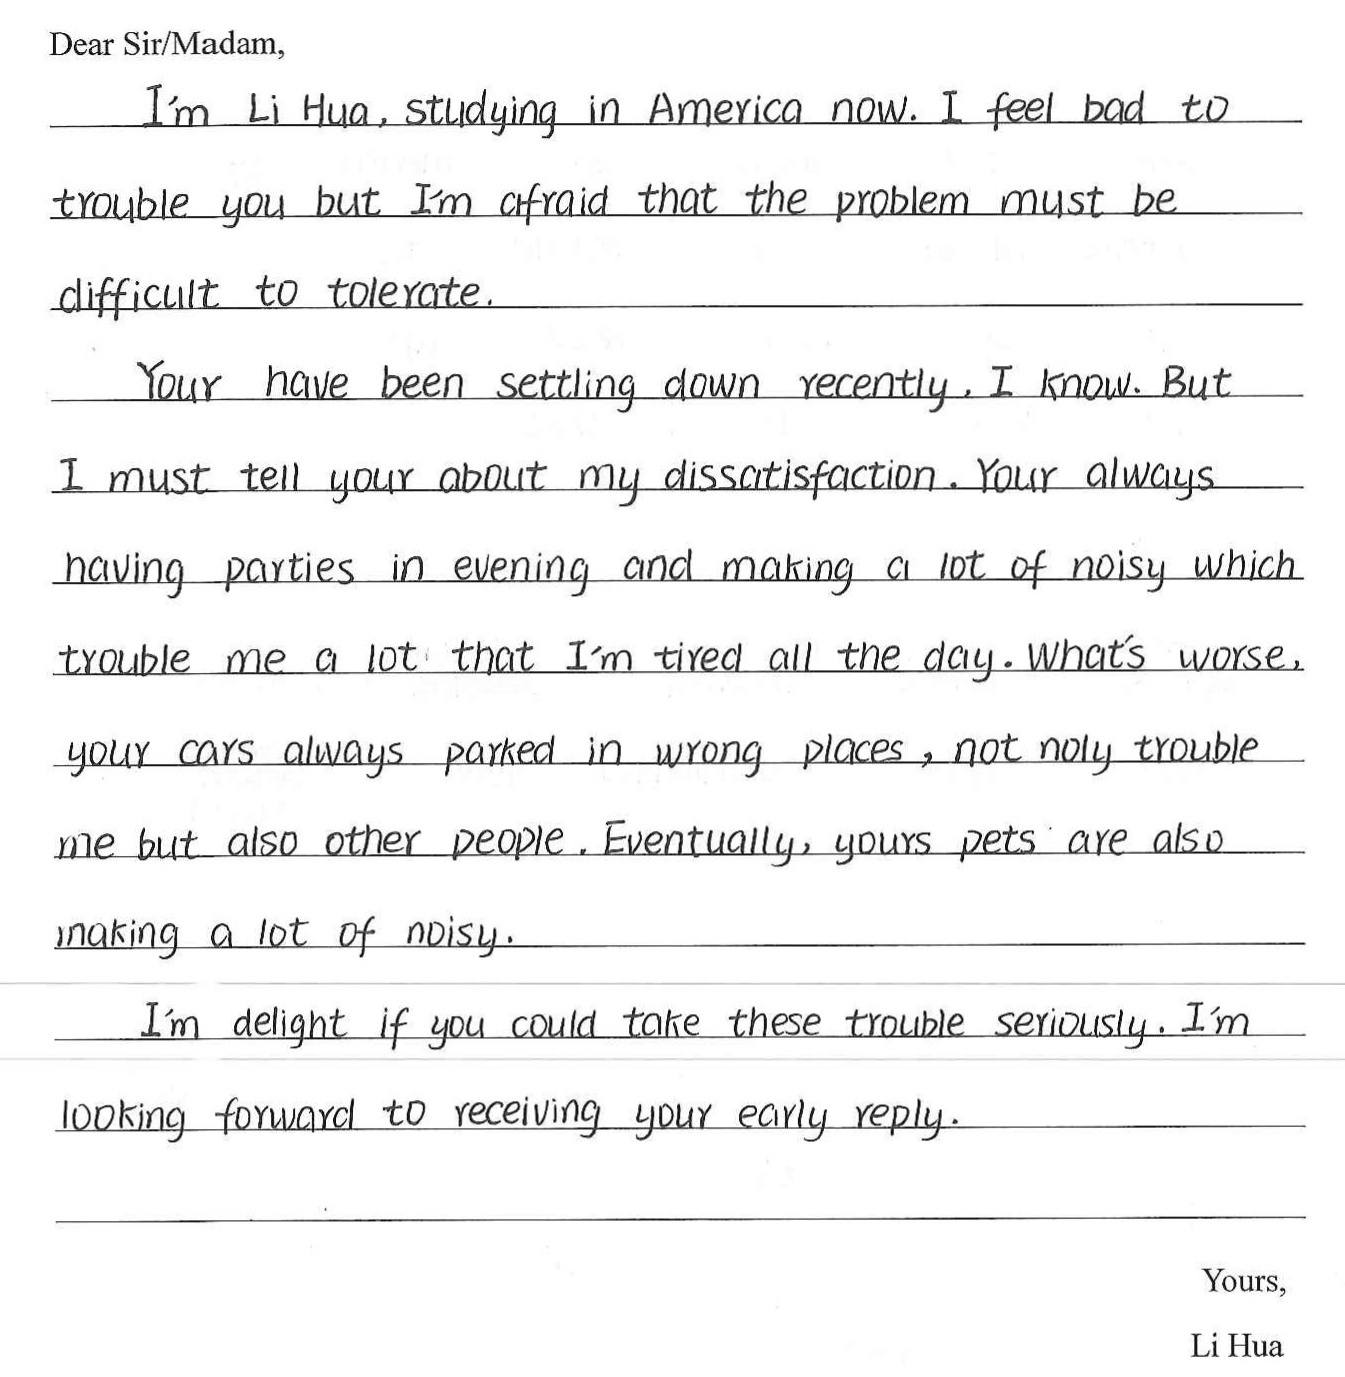 Dear Sir/Madam,
I'm Li Hua, studying in America now. I feel bad to
trouble you but I'm afraid that the problem must be
difficult to tolerate.
Your have been settling down recently, I know. But
I must tell your about my dissatisfaction. Your always
having parties in evening and making a lot of noisy which
trouble me a lot that I'm tired all the day. What's worse,
your cars always parked in wrong places, not noly trouble
me but also other people. Eventually, yours pets are also
making a lot of noisy.
I'm delight if you could take these trouble seriously. I'm
looking forward to receiving your early reply.
Yours,
Li Hua